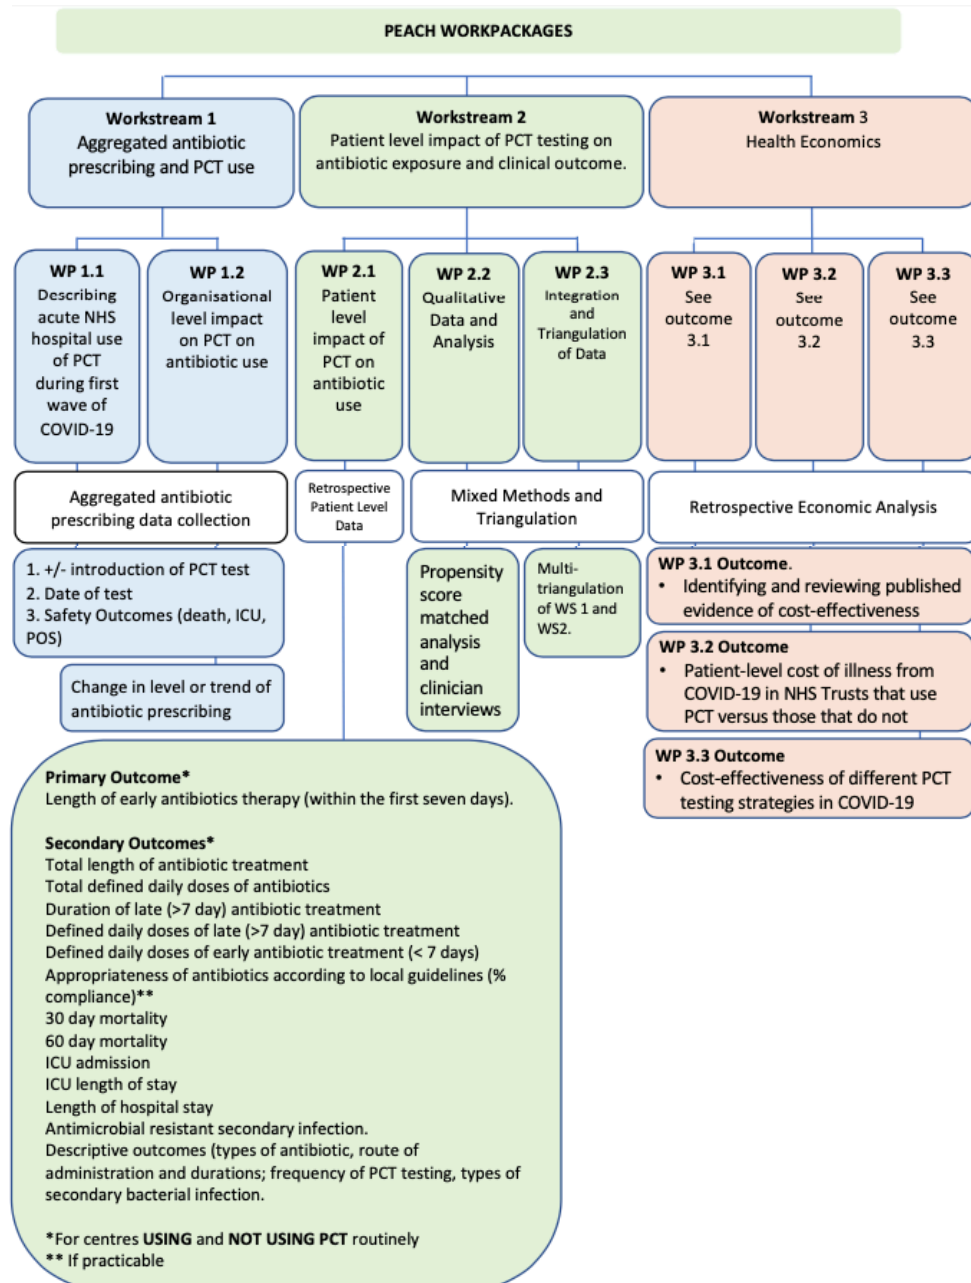 PEACH WORKPACKAGES
Workstream 1
Aggregated antibiotic
prescribing and PCT use
Workstream 2
Patient level impact of PCT testing on
antibiotic exposure and clinical outcome.
Workstream 3
Health Economics
WP 1.1
Describing
acute NHS
hospital use
of PCT
during first
wave of
COVID-19
WP 1.2
Organisational
level impact
on PCT on
antibiotic use
WP 2.1
Patient
level
impact of
PCT on
antibiotic
use
WP 2.2
Qualitative
Data and
Analysis
WP 2.3
Integration
and
Triangulation
of Data
WP 3.1
See
outcome
3.1
WP 3.2
See
outcome
3.2
WP 3.3
See
outcome
3.3
Aggregated antibiotic
prescribing data collection
Retrospective
Patient Level
Data
Mixed Methods and
Triangulation
Retrospective Economic Analysis
1. +/- introduction of PCT test
2. Date of test
3. Safety Outcomes (death, ICU,
POS)
Change in level or trend of
antibiotic prescribing
Propensity
score
matched
analysis
and
clinician
interviews
Multi-
triangulation
of WS 1 and
WS2.
WP 3.1 Outcome.
• Identifying and reviewing published
evidence of cost-effectiveness
WP 3.2 Outcome
• Patient-level cost of illness from
COVID-19 in NHS Trusts that use
PCT versus those that do not
WP 3.3 Outcome
• Cost-effectiveness of different PCT
testing strategies in COVID-19
Primary Outcome*
Length of early antibiotics therapy (within the first seven days).
Secondary Outcomes*
Total length of antibiotic treatment
Total defined daily doses of antibiotics
Duration of late (>7 day) antibiotic treatment
Defined daily doses of late (>7 day) antibiotic treatment
Defined daily doses of early antibiotic treatment (< 7 days)
Appropriateness of antibiotics according to local guidelines (%
compliance)**
30 day mortality
60 day mortality
ICU admission
ICU length of stay
Length of hospital stay
Antimicrobial resistant secondary infection.
Descriptive outcomes (types of antibiotic, route of
administration and durations; frequency of PCT testing, types of
secondary bacterial infection.
*For centres USING and NOT USING PCT routinely
** If practicable